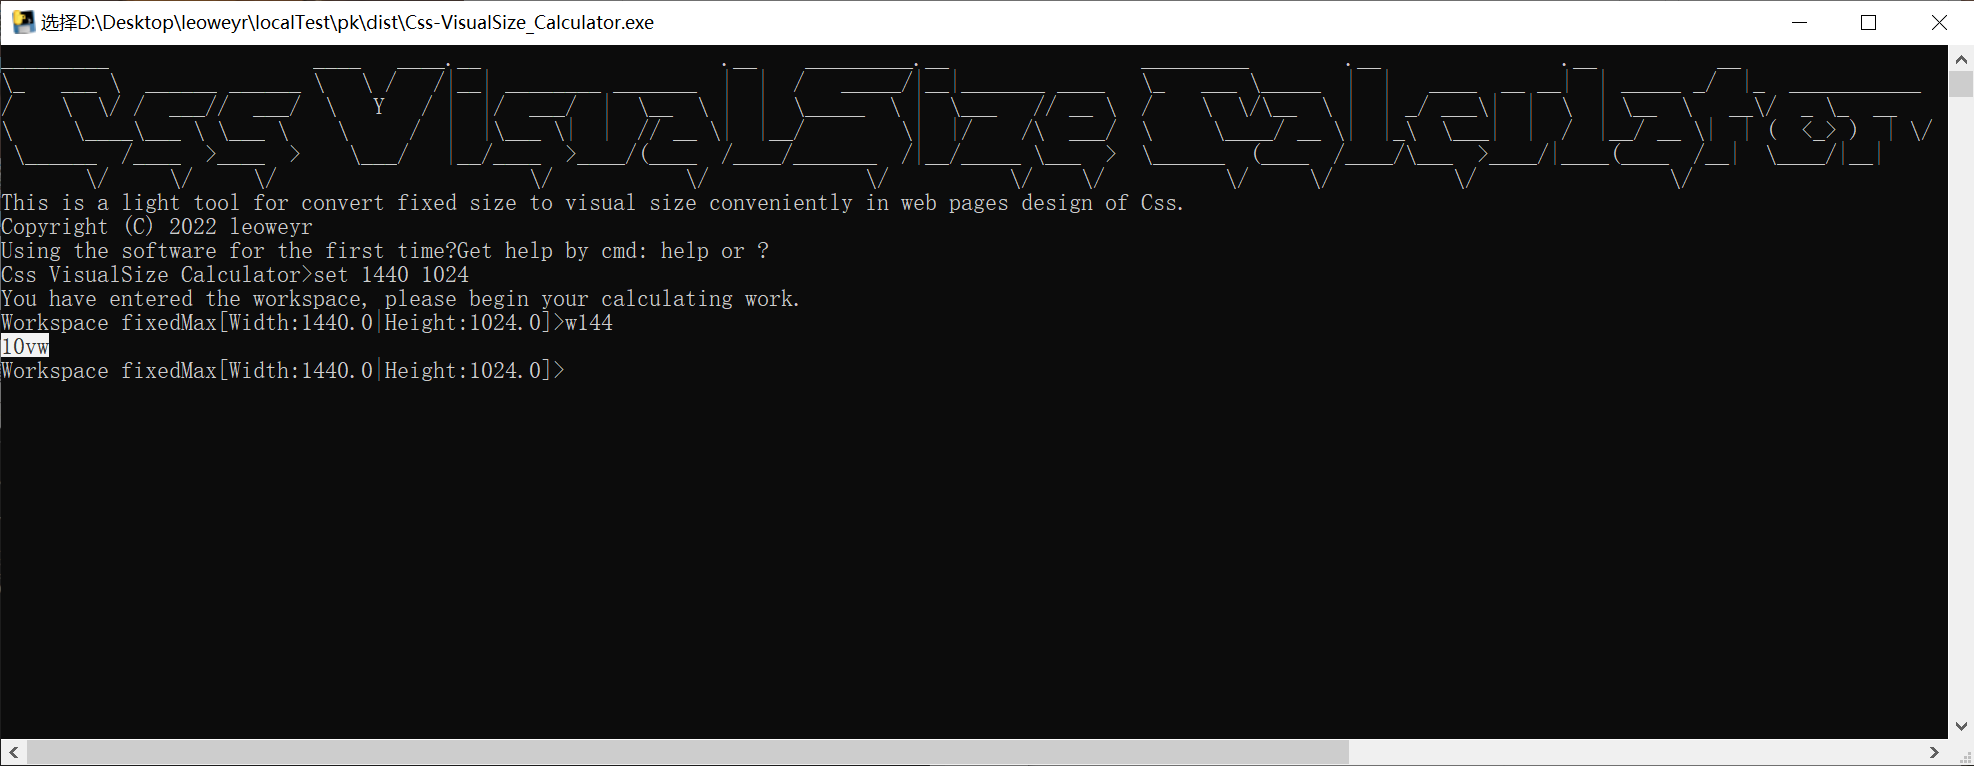 选择D:\Desktop\leoweyr\localTest\pk\dist\Css-VisualSize_Calculator.exe
Css VisualSize Calculator
This is a light tool for convert fixed size to visual size conveniently in web pages design of Css.
Copyright (C) 2022 leoweyr
Using the software for the first time?Get help by cmd: help or ?
Css VisualSize Calculator>set 1440 1024
You have entered the workspace, please begin your calculating work.
Workspace fixedMax[Width:1440.0|Height:1024.0]>w144
10vw
Workspace fixedMax[Width:1440.0|Height:1024.0]>